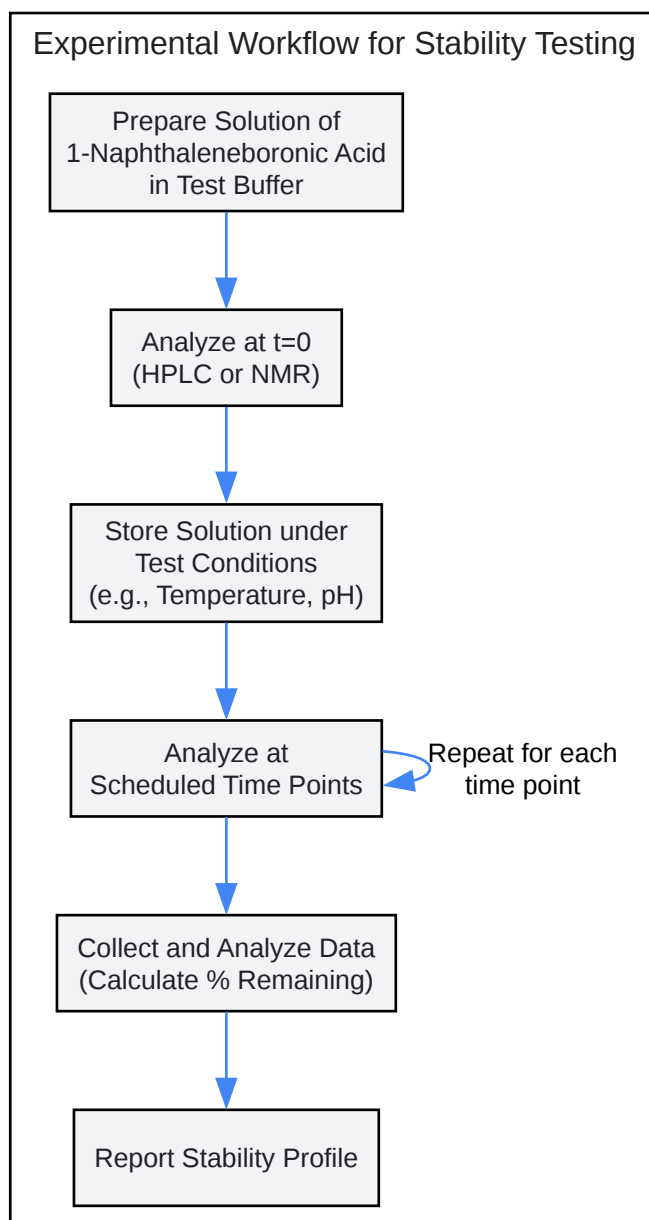 Experimental Workflow for Stability Testing
Prepare Solution of
1-Naphthaleneboronic Acid
in Test Buffer
Analyze at t=0
(HPLC or NMR)
Store Solution under
Test Conditions
(e.g., Temperature, pH)
Analyze at
Scheduled Time Points
Repeat for each
time point
Collect and Analyze Data
(Calculate % Remaining)
Report Stability Profile